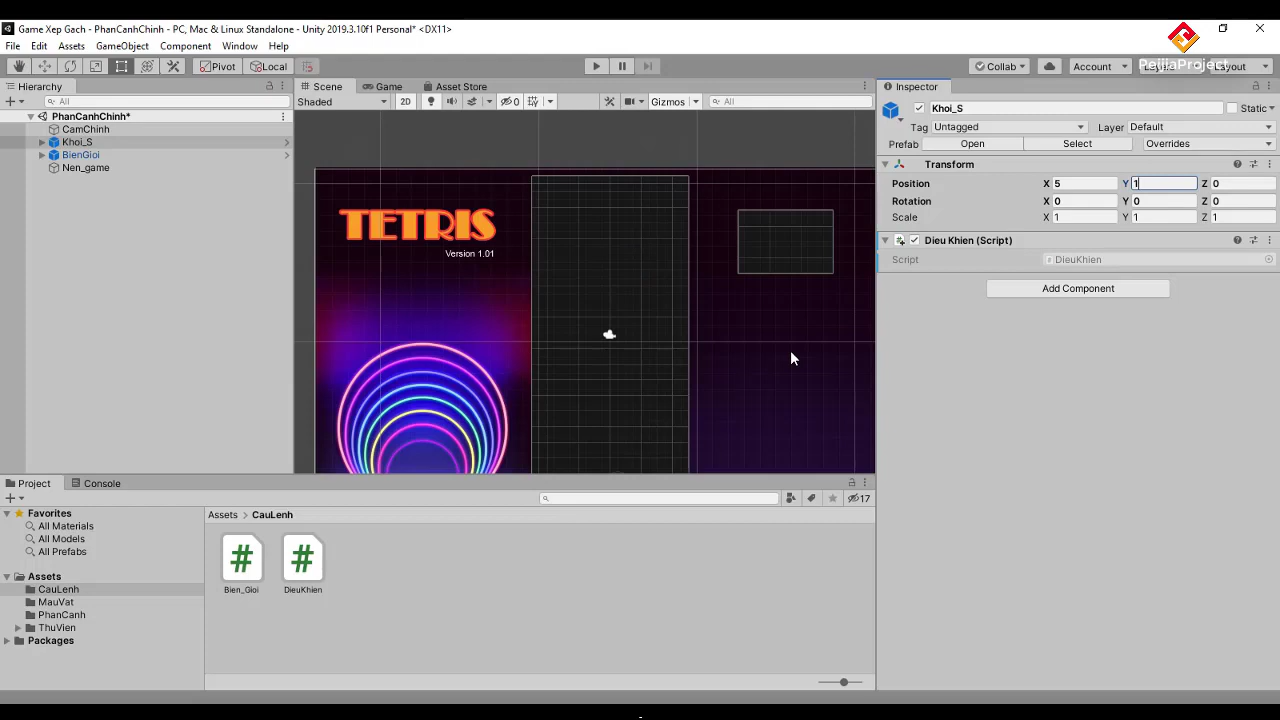 Game Xep Gach - PhanCanhChinh - PC, Mac & Linux Standalone - Unity 2019.3.10f1 Personal* <DX11>
File Edit Assets GameObject Component Window Help
Pivot Local Collab Account Layout
PeijiaProject
Hierarchy
All
PhanCanhChinh*
CamChinh
Khoi_S
BienGioi
Nen_game
Scene Game Asset Store
Shaded 2D 0 Gizmos All
TETRIS
Version 1.01
Inspector
Khoi_S Static
Tag Untagged Layer Default
Prefab Open Select Overrides
Transform
Position X 5 Y 1 Z 0
Rotation X 0 Y 0 Z 0
Scale X 1 Y 1 Z 1
Dieu Khien (Script)
Script DieuKhien
Add Component
Project Console
17
Favorites
All Materials
All Models
All Prefabs
Assets
CauLenh
MauVat
PhanCanh
ThuVien
Packages
Assets > CauLenh
Bien_Gioi DieuKhien